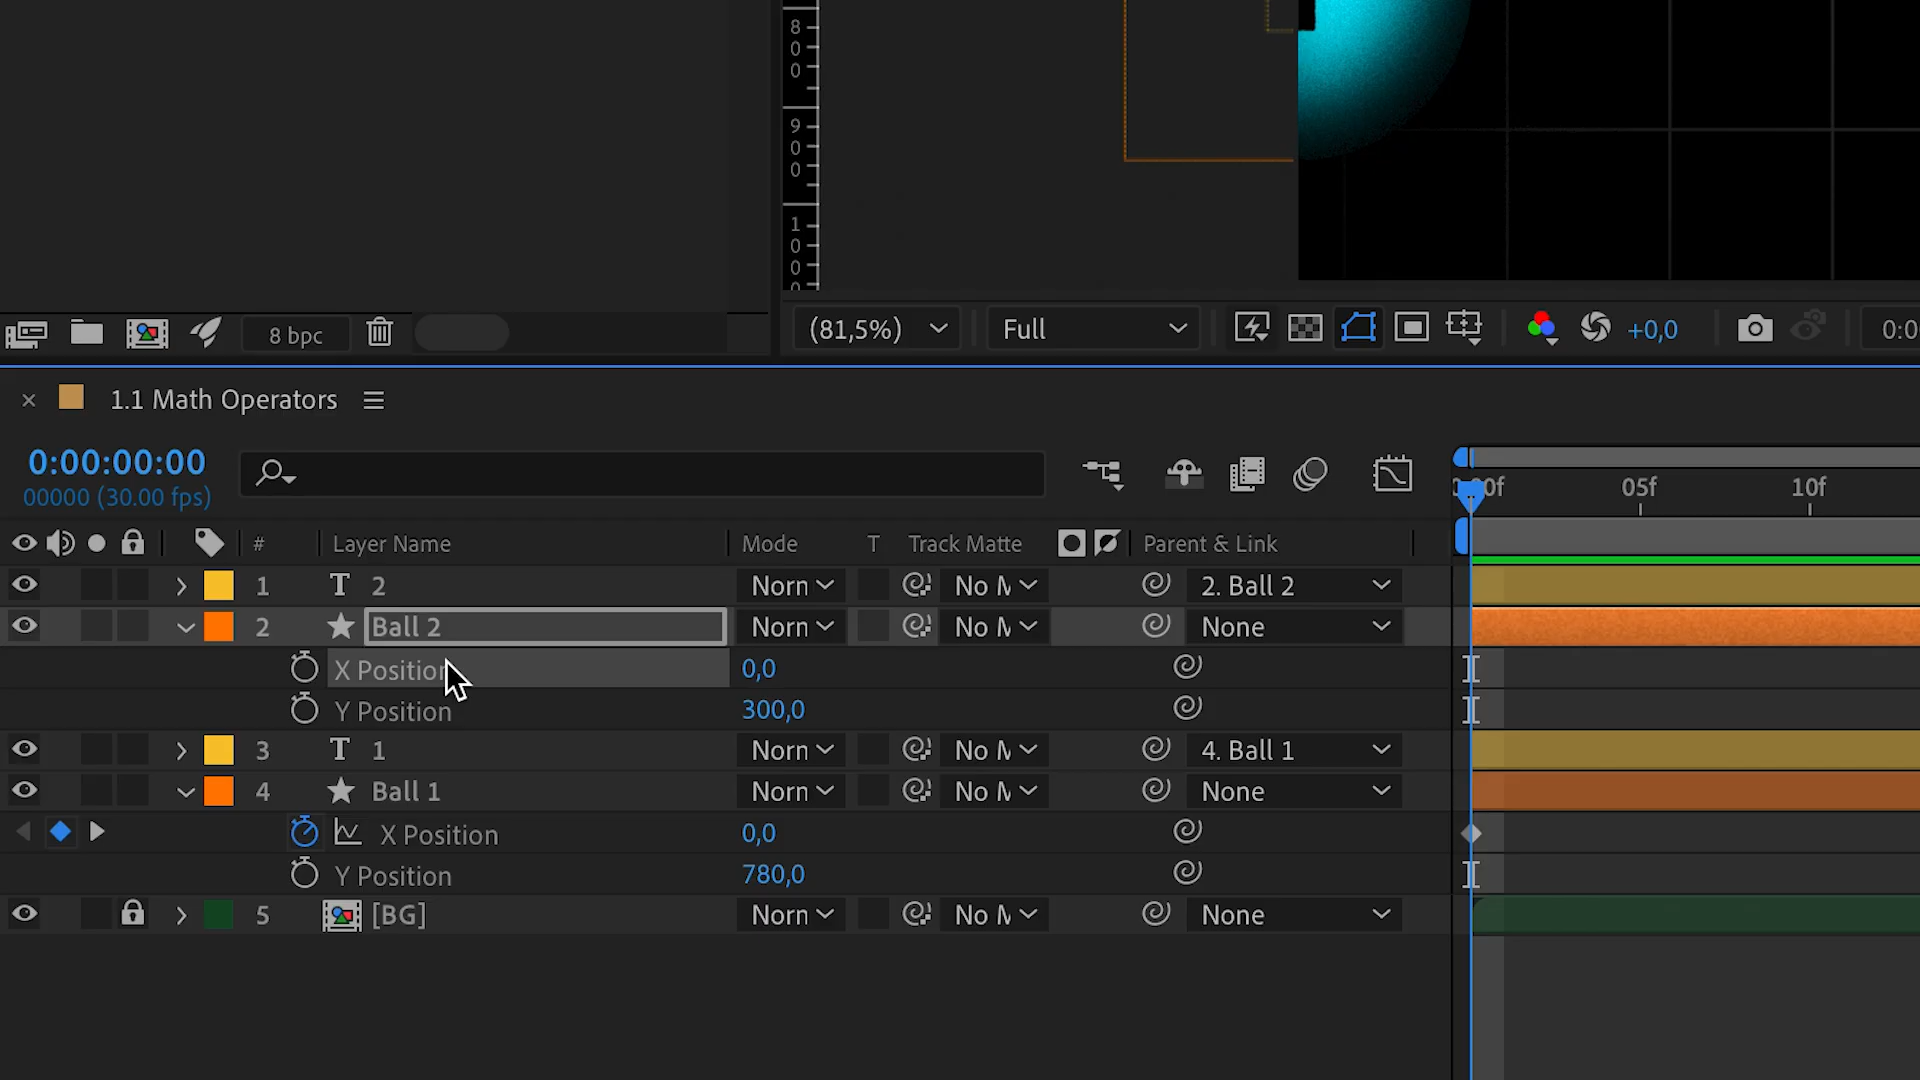 8
0
0
9
0
0
1
0
0
8 bpc
(81,5%)
Full
+0,0
0:0
1.1 Math Operators
0:00:00:00
00000 (30.00 fps)
05f
10f
#
Layer Name
Mode
T
Track Matte
Parent & Link
1 T 2 Norn No M 2. Ball 2
2 Ball 2 Norn No M None
X Position 0,0
Y Position 300,0
3 T 1 Norn No M 4. Ball 1
4 Ball 1 Norn No M None
X Position 0,0
Y Position 780,0
5 [BG] Norn No M None